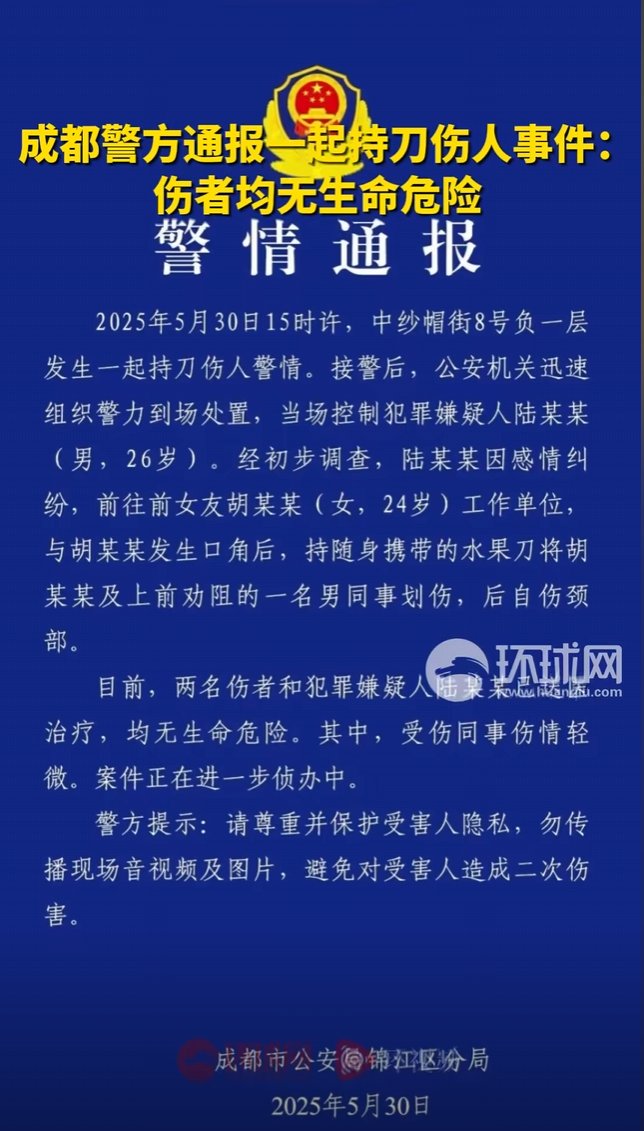 成都警方通报一起持刀伤人事件：
伤者均无生命危险
警情通报
2025年5月30日15时许，中纱帽街8号负一层
发生一起持刀伤人警情。接警后，公安机关迅速
组织警力到场处置，当场控制犯罪嫌疑人陆某某
（男，26岁）。经初步调查，陆某某因感情纠
纷，前往前女友胡某某（女，24岁）工作单位，
与胡某某发生口角后，持随身携带的水果刀将胡
某某及上前劝阻的一名男同事划伤，后自伤颈
部。
环球网
www.huanqiu.com
目前，两名伤者和犯罪嫌疑人陆某某
治疗，均无生命危险。其中，受伤同事伤情轻
微。案件正在进一步侦办中。
警方提示：请尊重并保护受害人隐私，勿传
播现场音视频及图片，避免对受害人造成二次伤
害。
成都市公安局锦江区分局
2025年5月30日